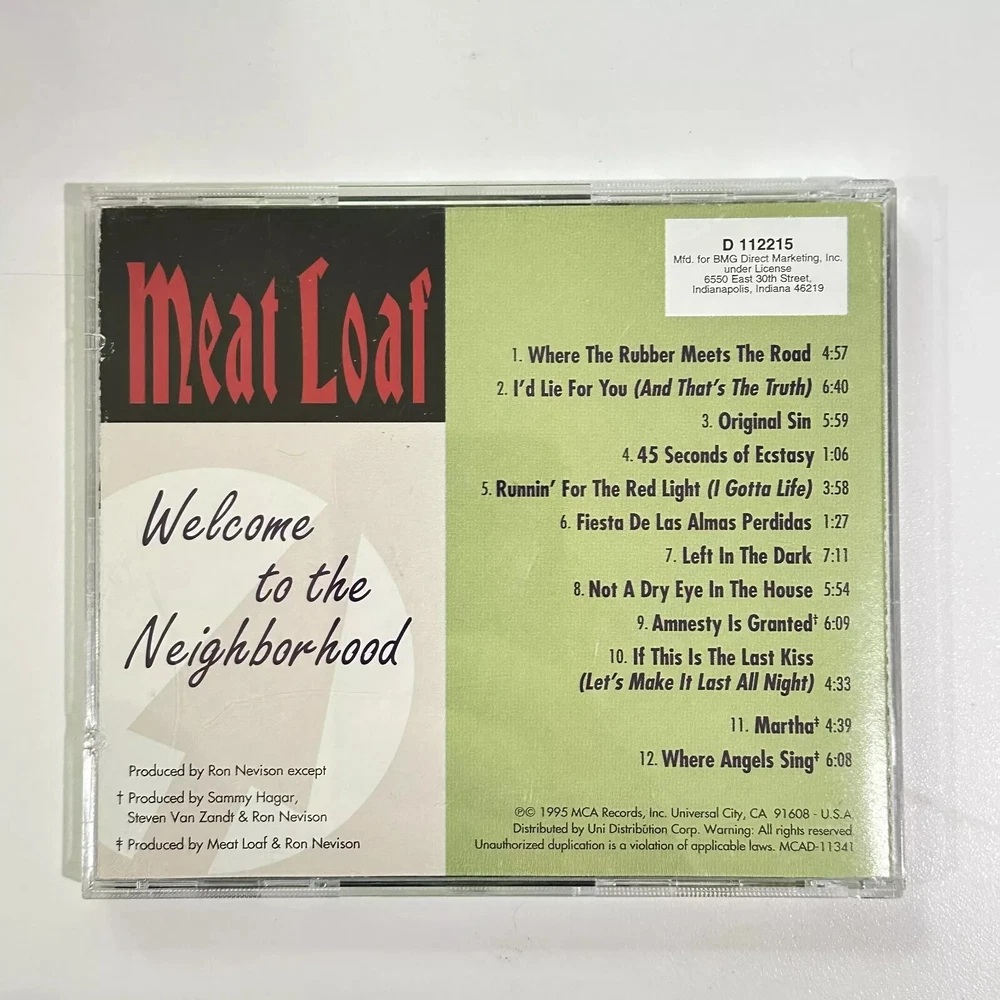 Meat Loaf
Welcome
to the
Neighborhood
Produced by Ron Nevison except
† Produced by Sammy Hagar,
Steven Van Zandt & Ron Nevison
‡ Produced by Meat Loaf & Ron Nevison
D 112215
Mfd. for BMG Direct Marketing, Inc.
under License
6550 East 30th Street,
Indianapolis, Indiana 46219
1. Where The Rubber Meets The Road 4:57
2. I'd Lie For You (And That's The Truth) 6:40
3. Original Sin 5:59
4. 45 Seconds of Ecstasy 1:06
5. Runnin' For The Red Light (I Gotta Life) 3:58
6. Fiesta De Las Almas Perdidas 1:27
7. Left In The Dark 7:11
8. Not A Dry Eye In The House 5:54
9. Amnesty Is Granted† 6:09
10. If This Is The Last Kiss
(Let's Make It Last All Night) 4:33
11. Martha‡ 4:39
12. Where Angels Sing‡ 6:08
℗© 1995 MCA Records, Inc. Universal City, CA 91608 - U.S.A.
Distributed by Uni Distribution Corp. Warning: All rights reserved.
Unauthorized duplication is a violation of applicable laws. MCAD-11341